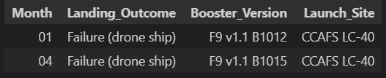 Month Landing_Outcome Booster_Version Launch_Site
01 Failure (drone ship) F9 v1.1 B1012 CCAFS LC-40
04 Failure (drone ship) F9 v1.1 B1015 CCAFS LC-40